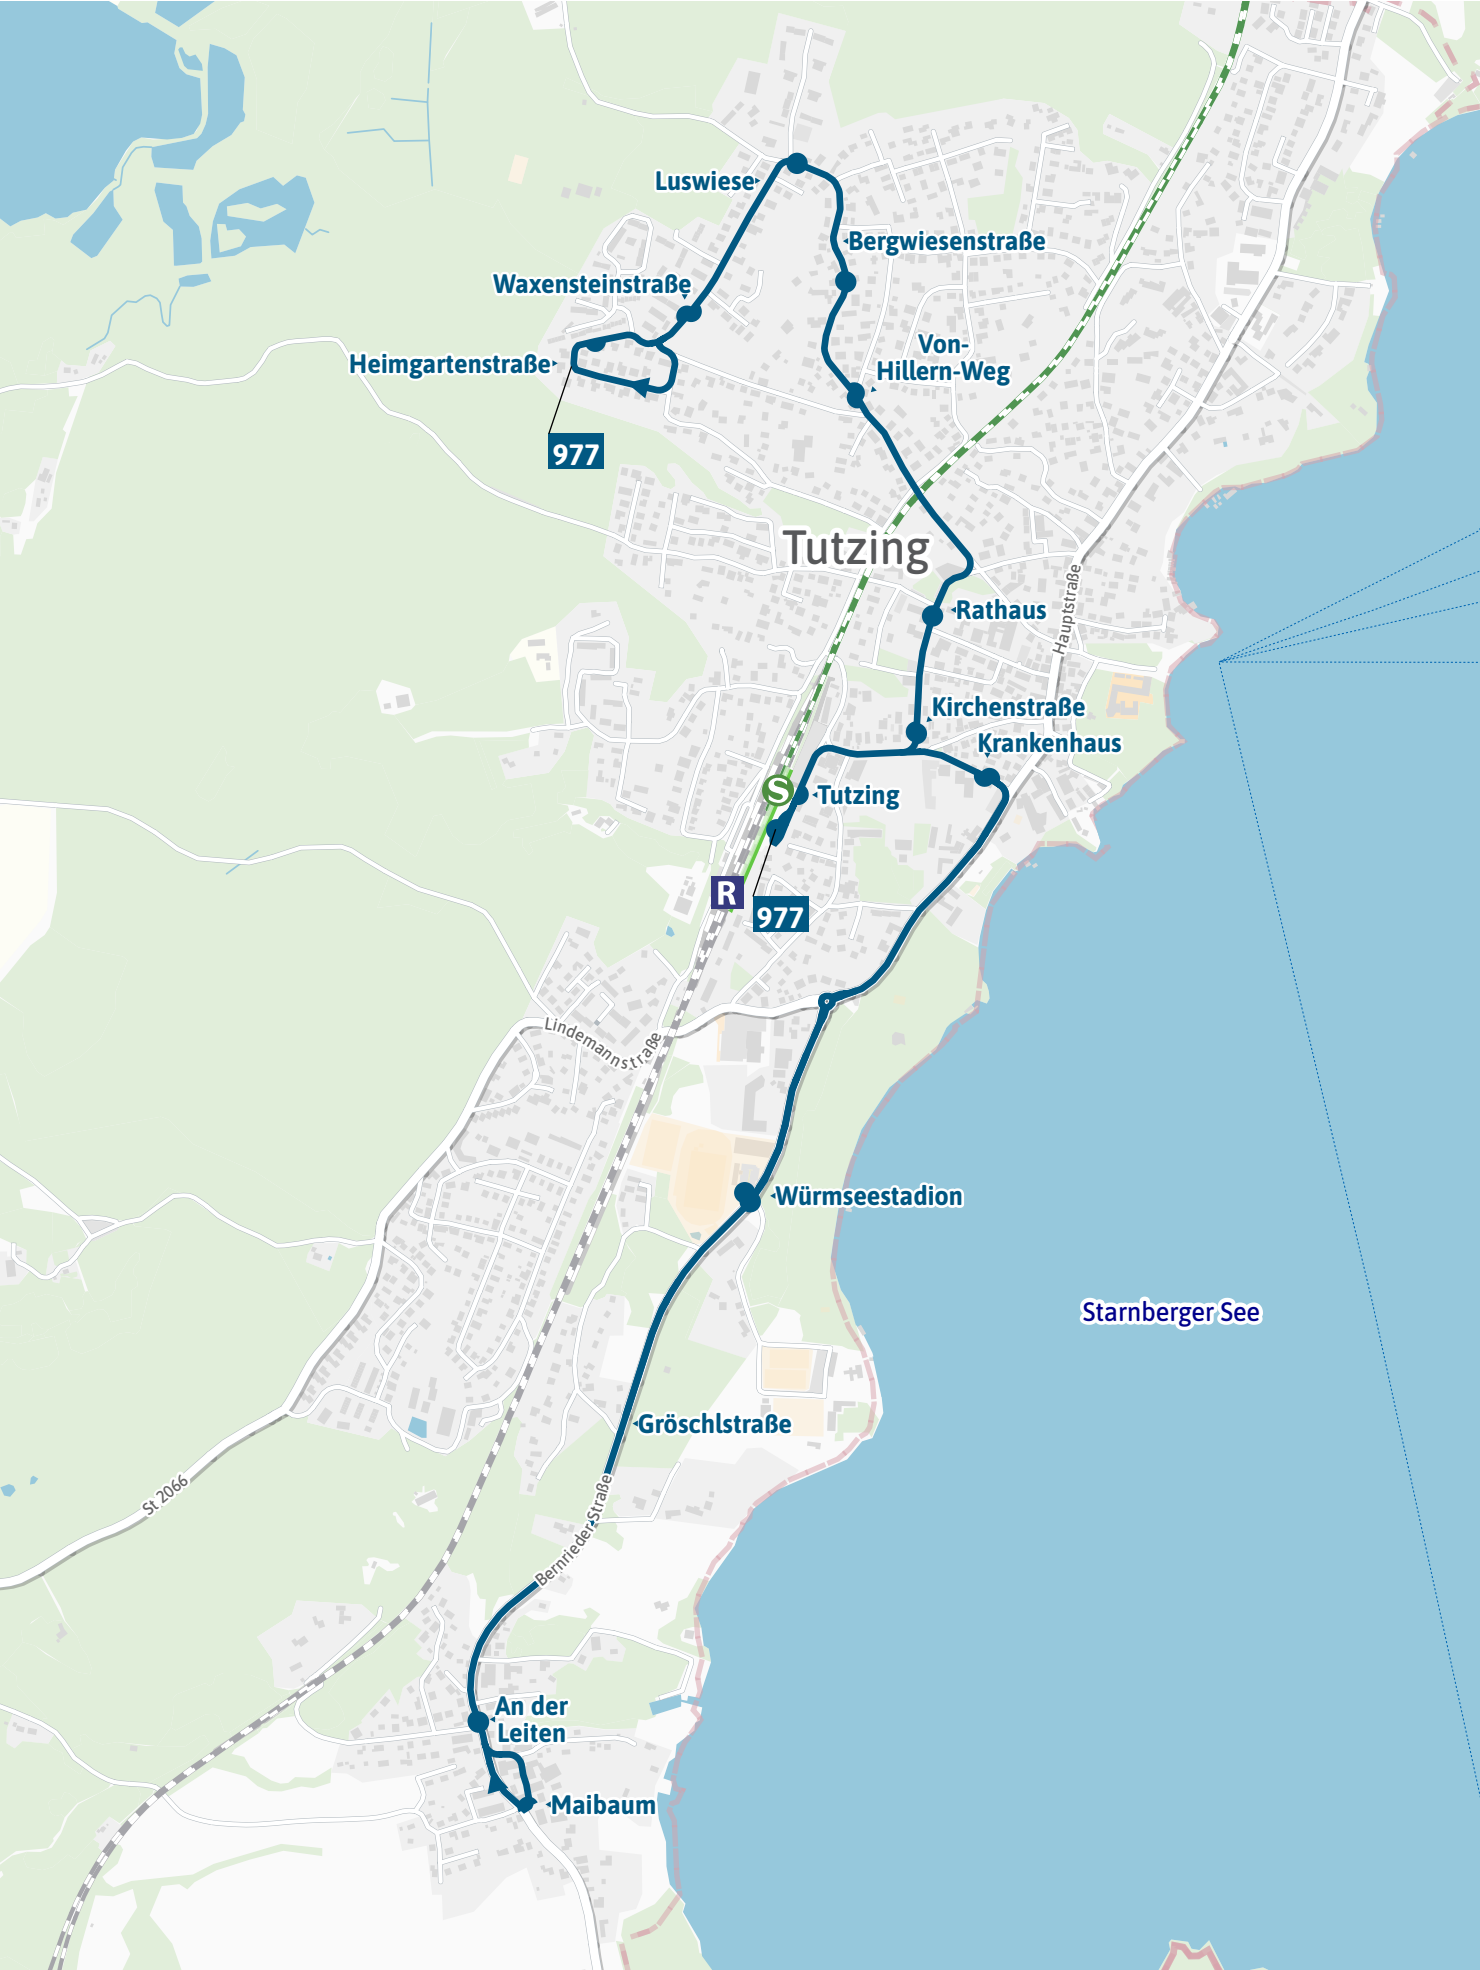 Luswiese
Bergwiesenstraße
Waxensteinstraße
Von-
Hillern-Weg
Heimgartenstraße
977
Tutzing
Hauptstraße
Rathaus
Kirchenstraße
Krankenhaus
S
Tutzing
R
977
Lindemannstraße
Würmseestadion
Starnberger See
Gröschlstraße
St 2066
Bernrieder Straße
An der
Leiten
Maibaum